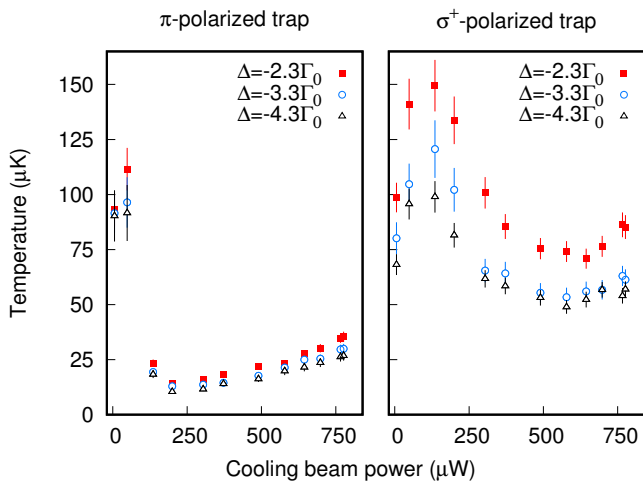 π-polarized trap
σ⁺-polarized trap
Temperature (μK)
150
125
100
75
50
25
0
Δ=-2.3Γ₀
Δ=-3.3Γ₀
Δ=-4.3Γ₀
Δ=-2.3Γ₀
Δ=-3.3Γ₀
Δ=-4.3Γ₀
0 250 500 750
0 250 500 750
Cooling beam power (μW)